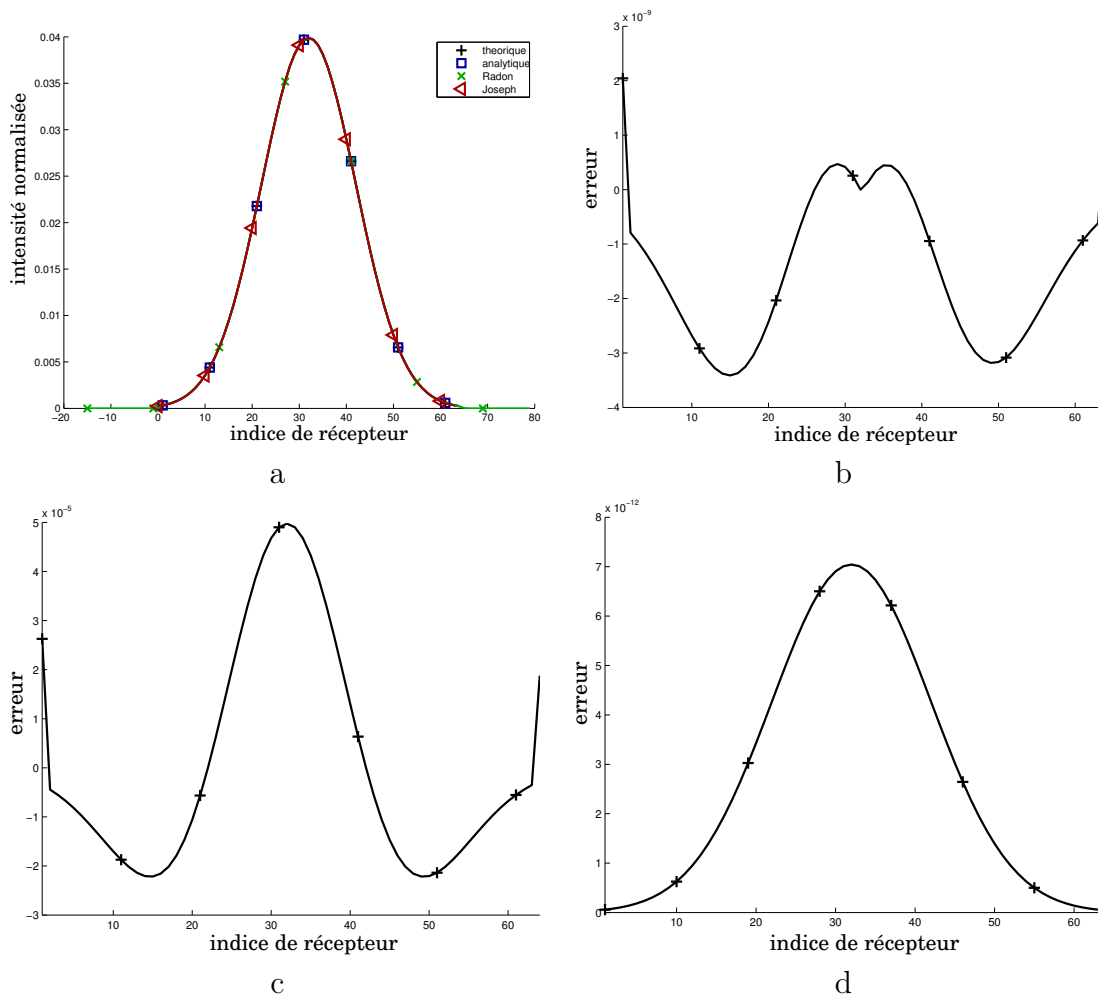 0.04
0.035
0.03
0.025
0.02
0.015
0.01
0.005
0
−20 −10 0 10 20 30 40 50 60 70 80
intensité normalisée
indice de récepteur
theorique
analytique
Radon
Joseph
a
x 10⁻⁹
3
2
1
0
−1
−2
−3
−4
10 20 30 40 50 60
erreur
indice de récepteur
b
x 10⁻⁵
5
4
3
2
1
0
−1
−2
−3
10 20 30 40 50 60
erreur
indice de récepteur
c
x 10⁻¹²
8
7
6
5
4
3
2
1
0
10 20 30 40 50 60
erreur
indice de récepteur
d